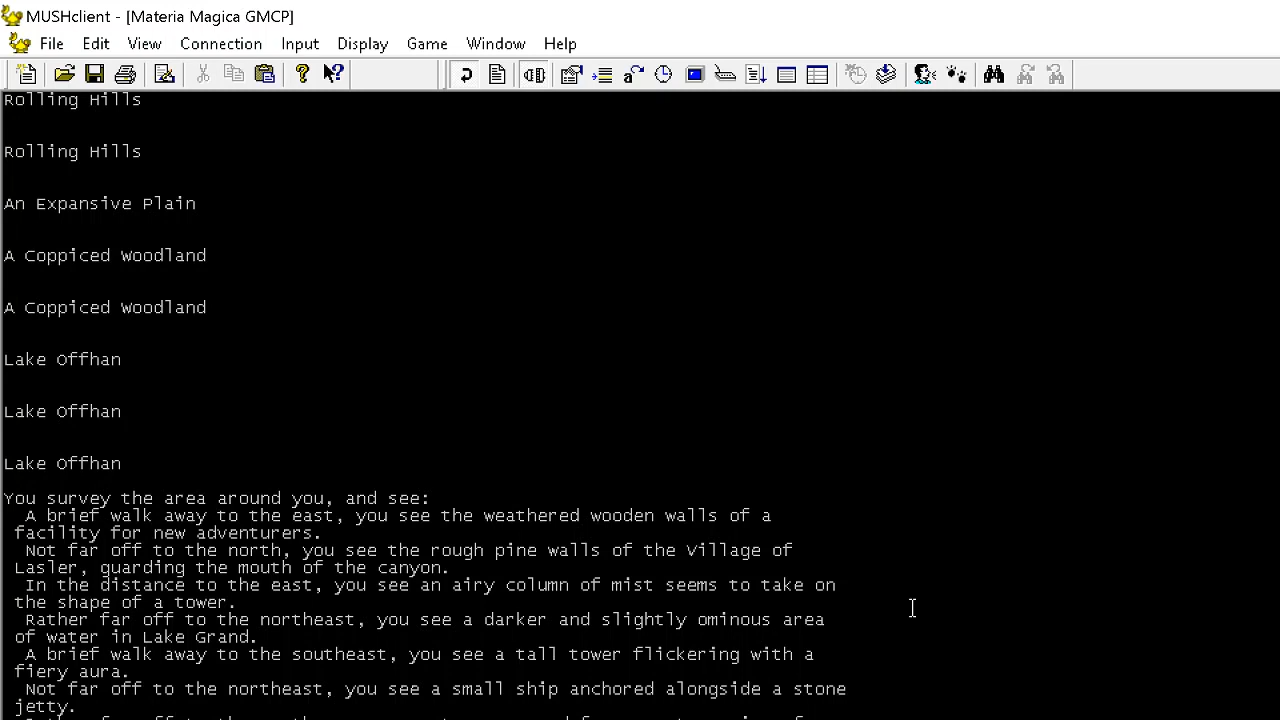 MUSHclient - [Materia Magica GMCP]
File Edit View Connection Input Display Game Window Help
Rolling Hills
Rolling Hills
An Expansive Plain
A Coppiced Woodland
A Coppiced Woodland
Lake Offhan
Lake Offhan
Lake Offhan
You survey the area around you, and see:
A brief walk away to the east, you see the weathered wooden walls of a
facility for new adventurers.
Not far off to the north, you see the rough pine walls of the Village of
Lasler, guarding the mouth of the canyon.
In the distance to the east, you see an airy column of mist seems to take on
the shape of a tower.
Rather far off to the northeast, you see a darker and slightly ominous area
of water in Lake Grand.
A brief walk away to the southeast, you see a tall tower flickering with a
fiery aura.
Not far off to the northeast, you see a small ship anchored alongside a stone
jetty.